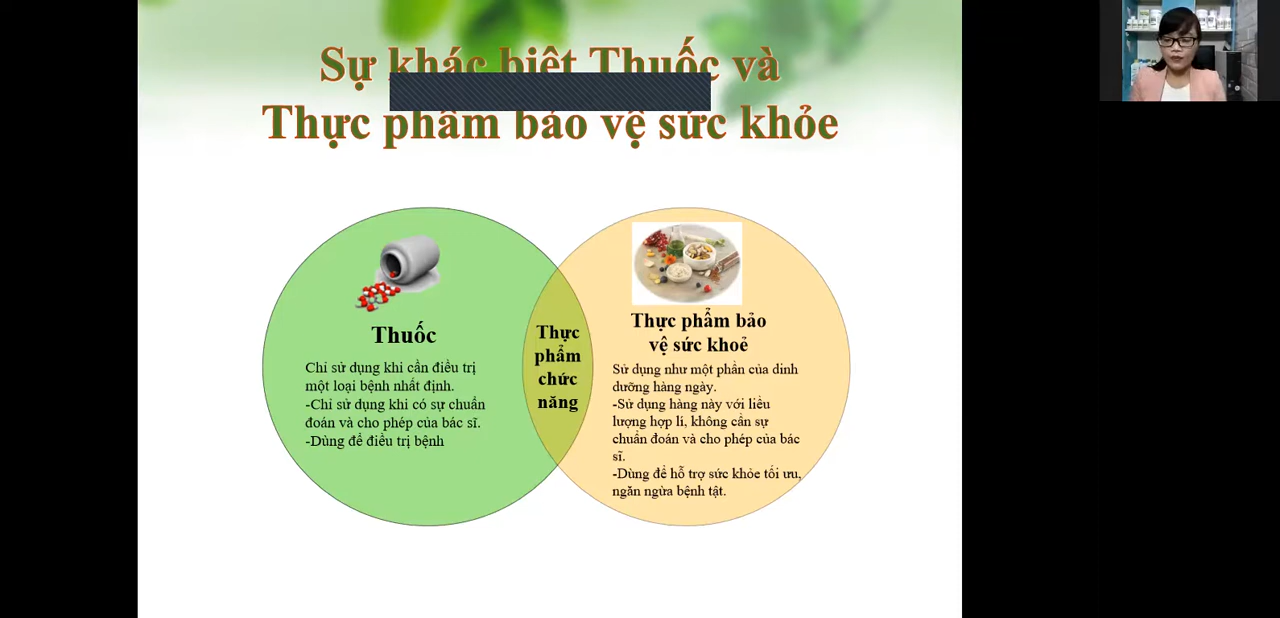 Sự khác biệt Thuốc và
Thực phẩm bảo vệ sức khỏe
Thuốc
Chỉ sử dụng khi cần điều trị
một loại bệnh nhất định.
-Chỉ sử dụng khi có sự chuẩn
đoán và cho phép của bác sĩ.
-Dùng để điều trị bệnh
Thực
phẩm
chức
năng
Thực phẩm bảo
vệ sức khoẻ
Sử dụng như một phần của dinh
dưỡng hàng ngày.
-Sử dụng hàng này với liều
lượng hợp lí, không cần sự
chuẩn đoán và cho phép của bác
sĩ.
-Dùng để hỗ trợ sức khỏe tối ưu,
ngăn ngừa bệnh tật.